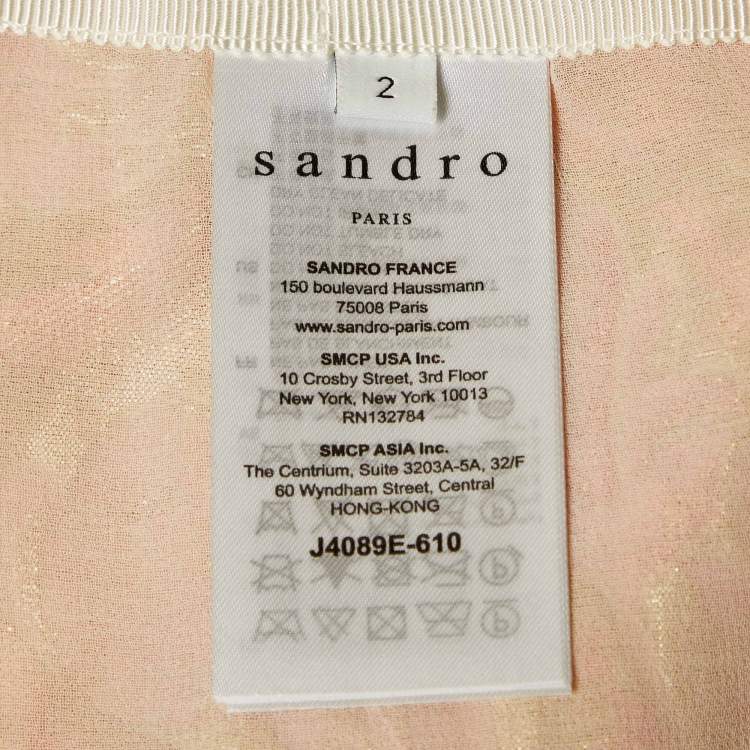 2
sandro
PARIS
SANDRO FRANCE
150 boulevard Haussmann
75008 Paris
www.sandro-paris.com
SMCP USA Inc.
10 Crosby Street, 3rd Floor
New York, New York 10013
RN132784
SMCP ASIA Inc.
The Centrium, Suite 3203A-5A, 32/F
60 Wyndham Street, Central
HONG-KONG
J4089E-610